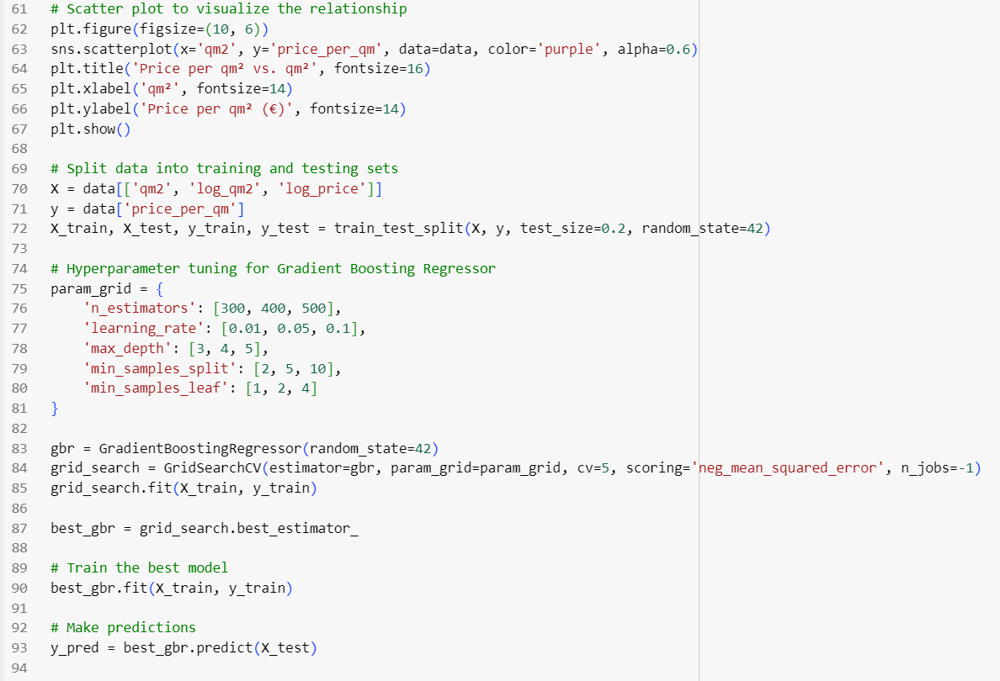 61 # Scatter plot to visualize the relationship
62 plt.figure(figsize=(10, 6))
63 sns.scatterplot(x='qm2', y='price_per_qm', data=data, color='purple', alpha=0.6)
64 plt.title('Price per qm² vs. qm²', fontsize=16)
65 plt.xlabel('qm²', fontsize=14)
66 plt.ylabel('Price per qm² (€)', fontsize=14)
67 plt.show()
68
69 # Split data into training and testing sets
70 X = data[['qm2', 'log_qm2', 'log_price']]
71 y = data['price_per_qm']
72 X_train, X_test, y_train, y_test = train_test_split(X, y, test_size=0.2, random_state=42)
73
74 # Hyperparameter tuning for Gradient Boosting Regressor
75 param_grid = {
76     'n_estimators': [300, 400, 500],
77     'learning_rate': [0.01, 0.05, 0.1],
78     'max_depth': [3, 4, 5],
79     'min_samples_split': [2, 5, 10],
80     'min_samples_leaf': [1, 2, 4]
81 }
82
83 gbr = GradientBoostingRegressor(random_state=42)
84 grid_search = GridSearchCV(estimator=gbr, param_grid=param_grid, cv=5, scoring='neg_mean_squared_error', n_jobs=-1)
85 grid_search.fit(X_train, y_train)
86
87 best_gbr = grid_search.best_estimator_
88
89 # Train the best model
90 best_gbr.fit(X_train, y_train)
91
92 # Make predictions
93 y_pred = best_gbr.predict(X_test)
94